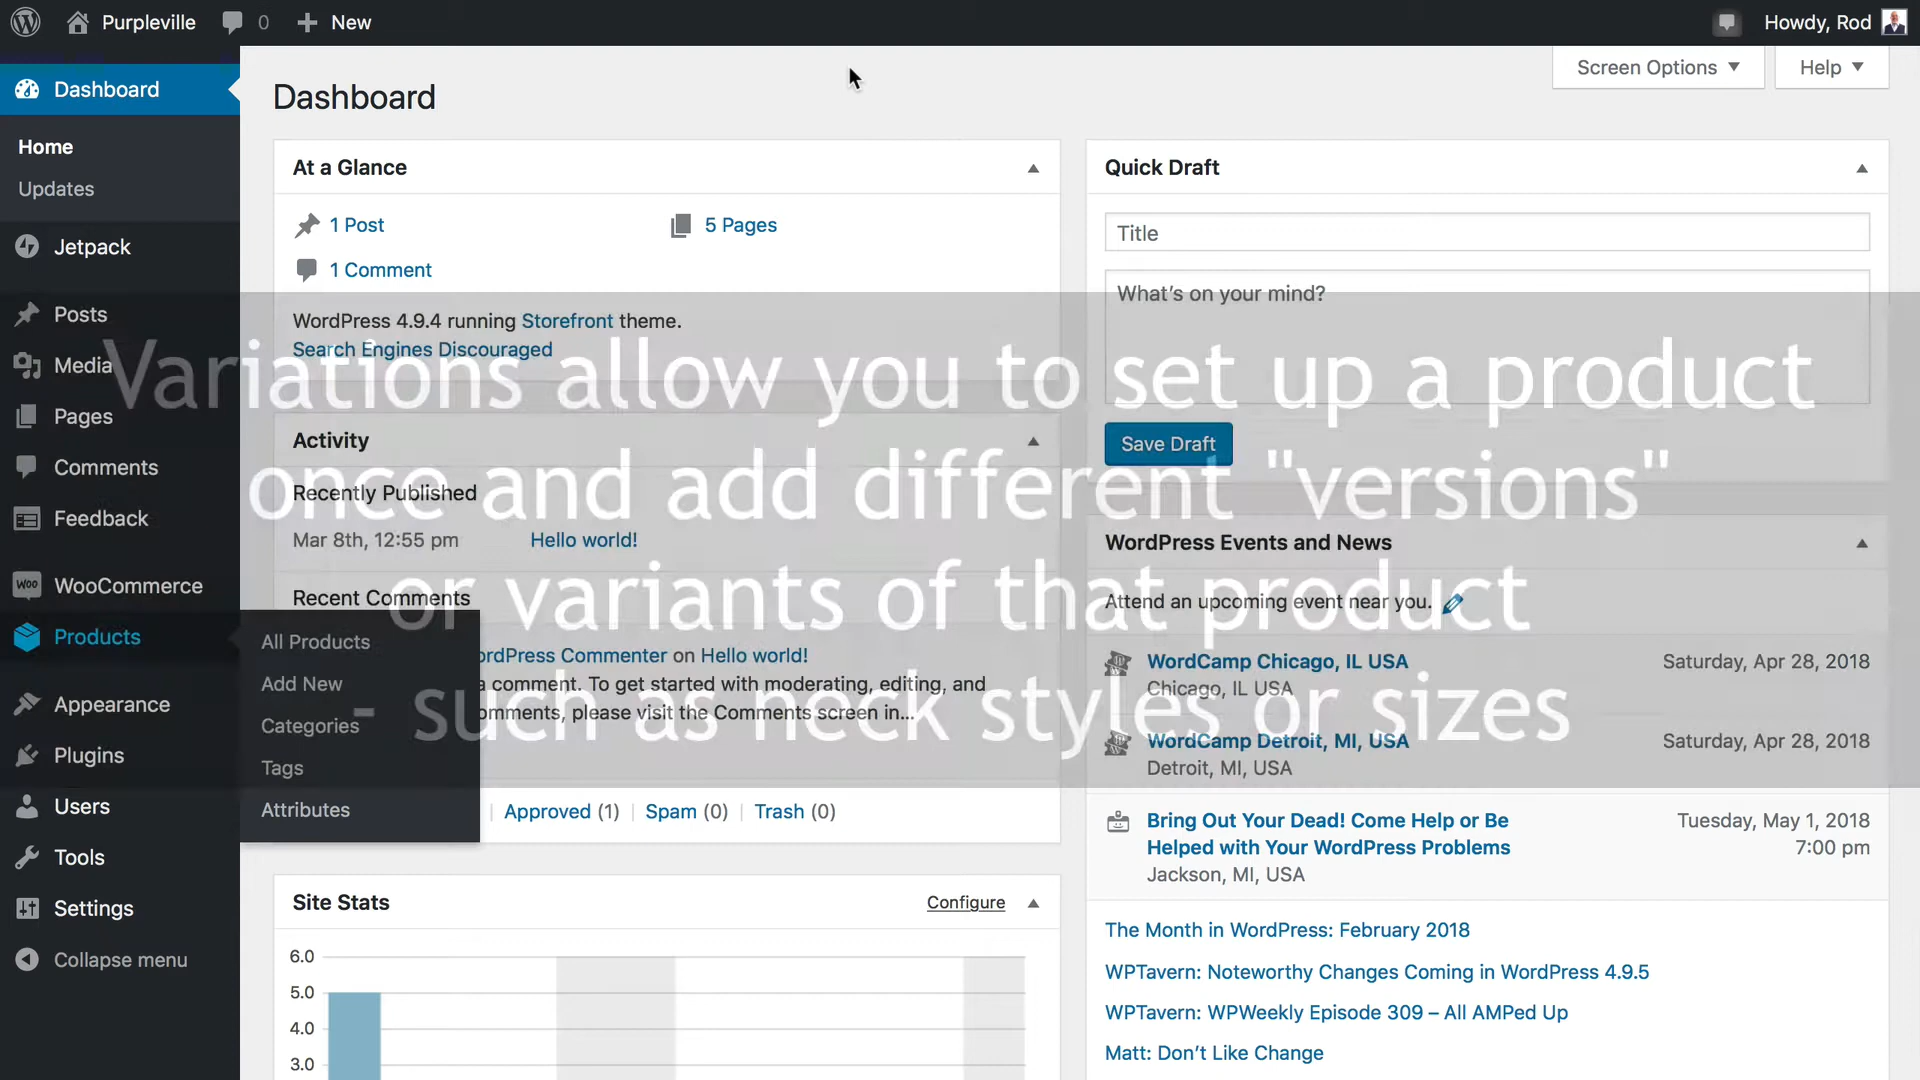 Purpleville
0
New
Howdy, Rod
Dashboard
Home
Updates
Jetpack
Posts
Media
Pages
Comments
Feedback
WooCommerce
Products
Appearance
Plugins
Users
Tools
Settings
Collapse menu
All Products
Add New
Categories
Tags
Attributes
Dashboard
Screen Options
Help
At a Glance
1 Post
5 Pages
1 Comment
WordPress 4.9.4 running Storefront theme.
Search Engines Discouraged
Variations allow you to set up a product
once and add different "versions"
or variants of that product
- such as neck styles or sizes
Activity
Recently Published
Mar 8th, 12:55 pm
Hello world!
Recent Comments
WordPress Commenter on Hello world!
a comment. To get started with moderating, editing, and
comments, please visit the Comments screen in...
Approved (1) | Spam (0) | Trash (0)
Site Stats
Configure
6.0
5.0
4.0
3.0
Quick Draft
Title
What's on your mind?
Save Draft
WordPress Events and News
Attend an upcoming event near you.
WordCamp Chicago, IL USA
Saturday, Apr 28, 2018
Chicago, IL USA
WordCamp Detroit, MI, USA
Saturday, Apr 28, 2018
Detroit, MI, USA
Bring Out Your Dead! Come Help or Be
Helped with Your WordPress Problems
Tuesday, May 1, 2018
7:00 pm
Jackson, MI, USA
The Month in WordPress: February 2018
WPTavern: Noteworthy Changes Coming in WordPress 4.9.5
WPTavern: WPWeekly Episode 309 – All AMPed Up
Matt: Don't Like Change